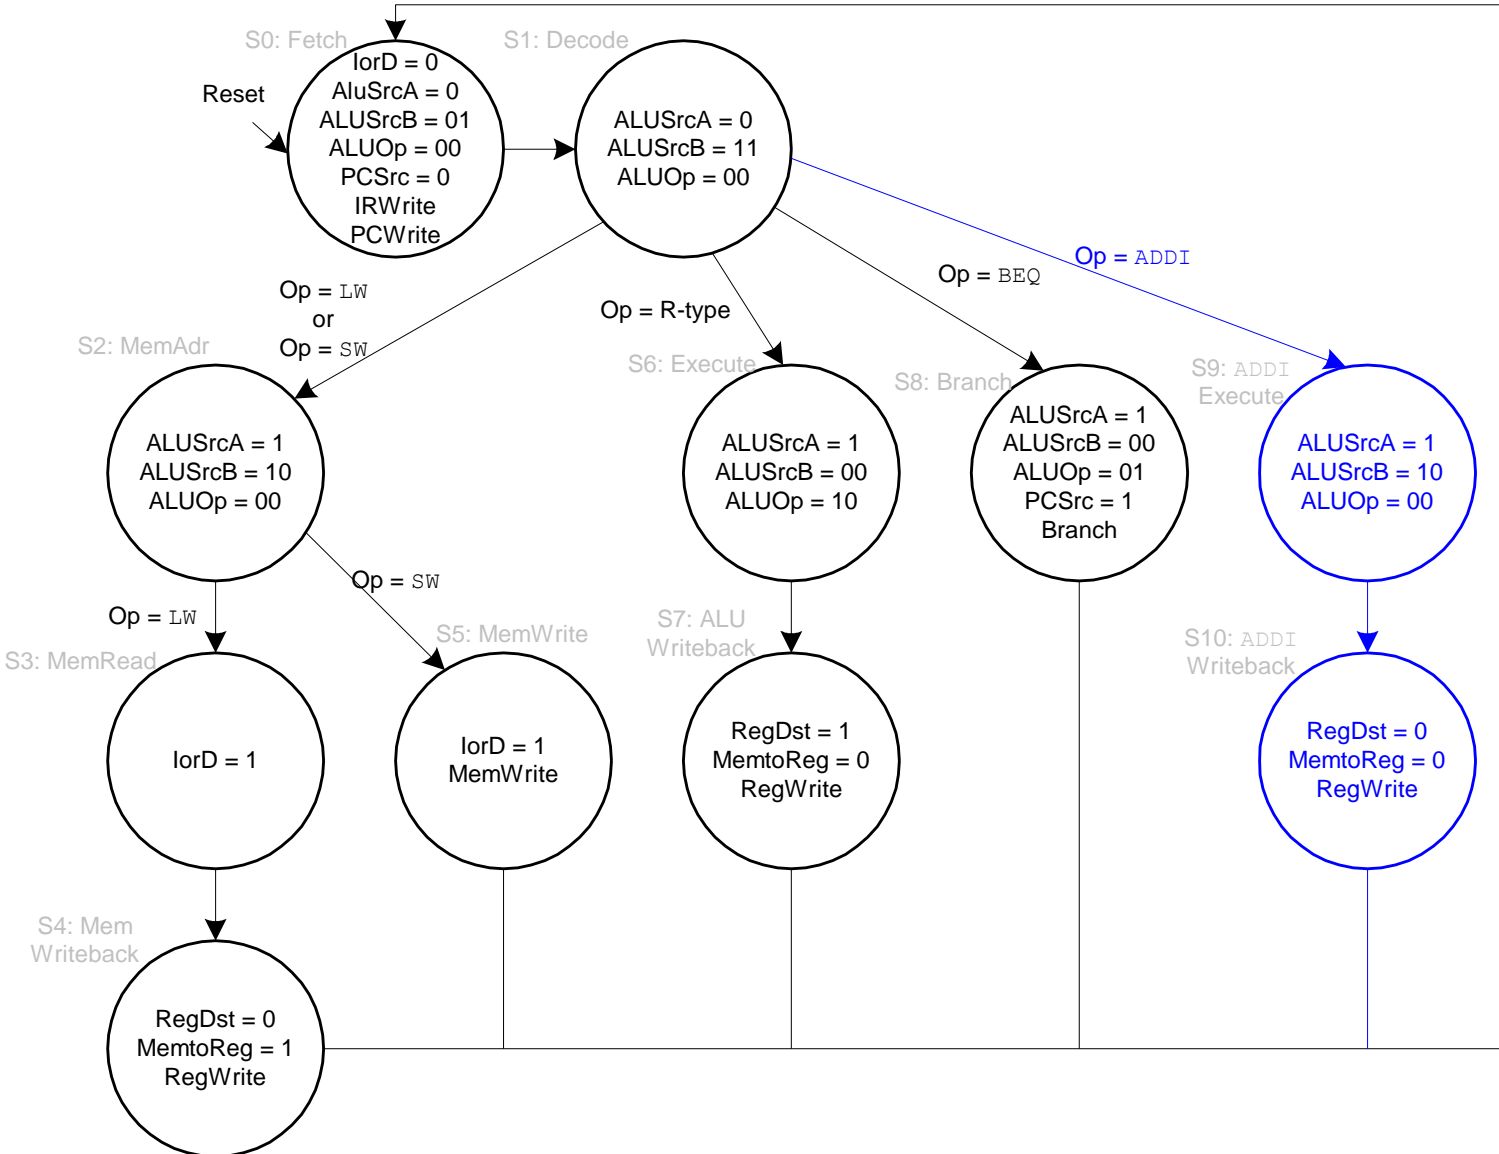 S0: Fetch
S1: Decode
Reset
IorD = 0
AluSrcA = 0
ALUSrcB = 01
ALUOp = 00
PCSrc = 0
IRWrite
PCWrite
ALUSrcA = 0
ALUSrcB = 11
ALUOp = 00
Op = LW
or
Op = SW
Op = R-type
Op = BEQ
Op = ADDI
S2: MemAdr
ALUSrcA = 1
ALUSrcB = 10
ALUOp = 00
S6: Execute
ALUSrcA = 1
ALUSrcB = 00
ALUOp = 10
S8: Branch
ALUSrcA = 1
ALUSrcB = 00
ALUOp = 01
PCSrc = 1
Branch
S9: ADDI
Execute
ALUSrcA = 1
ALUSrcB = 10
ALUOp = 00
Op = LW
Op = SW
S3: MemRead
IorD = 1
S5: MemWrite
IorD = 1
MemWrite
S7: ALU
Writeback
RegDst = 1
MemtoReg = 0
RegWrite
S10: ADDI
Writeback
RegDst = 0
MemtoReg = 0
RegWrite
S4: Mem
Writeback
RegDst = 0
MemtoReg = 1
RegWrite